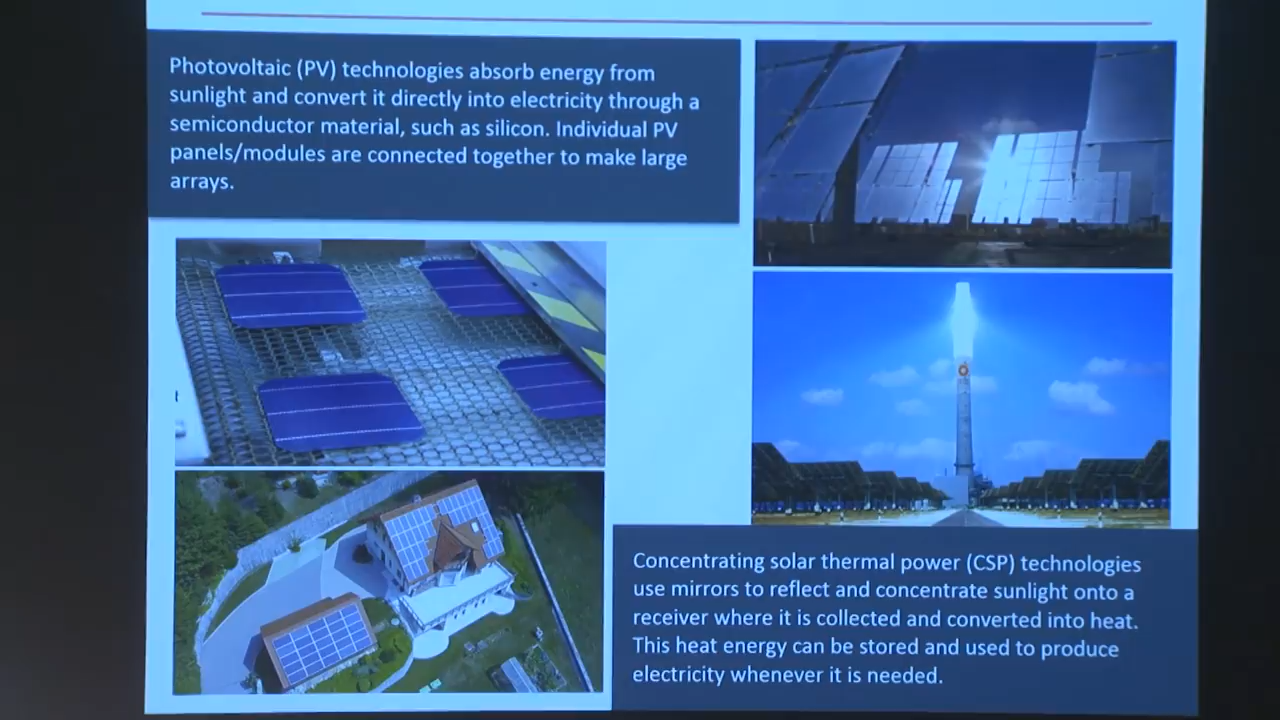 Photovoltaic (PV) technologies absorb energy from
sunlight and convert it directly into electricity through a
semiconductor material, such as silicon. Individual PV
panels/modules are connected together to make large
arrays.
Concentrating solar thermal power (CSP) technologies
use mirrors to reflect and concentrate sunlight onto a
receiver where it is collected and converted into heat.
This heat energy can be stored and used to produce
electricity whenever it is needed.